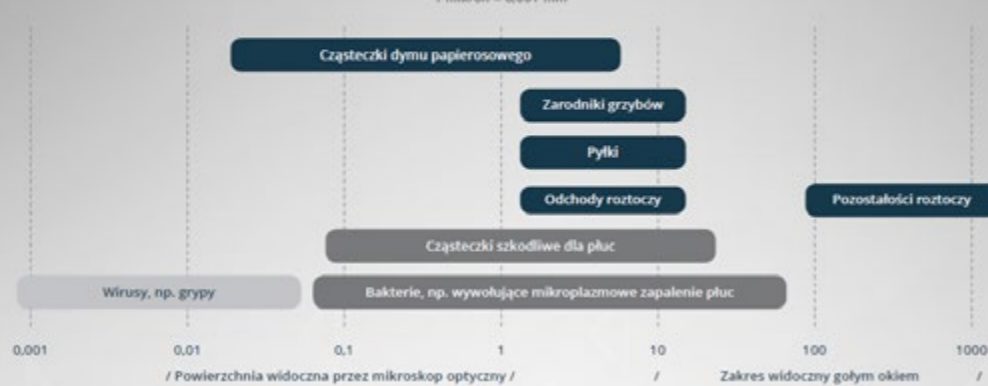 Cząsteczki dymu papierosowego
Zarodniki grzybów
Pyłki
Odchody roztoczy
Pozostałości roztoczy
Cząsteczki szkodliwe dla płuc
Wirusy, np. grypy
Bakterie, np. wywołujące mikroplazmowe zapalenie płuc
0,001 0,01 0,1 1 10 100 1000
/ Powierzchnia widoczna przez mikroskop optyczny / / Zakres widoczny gołym okiem /